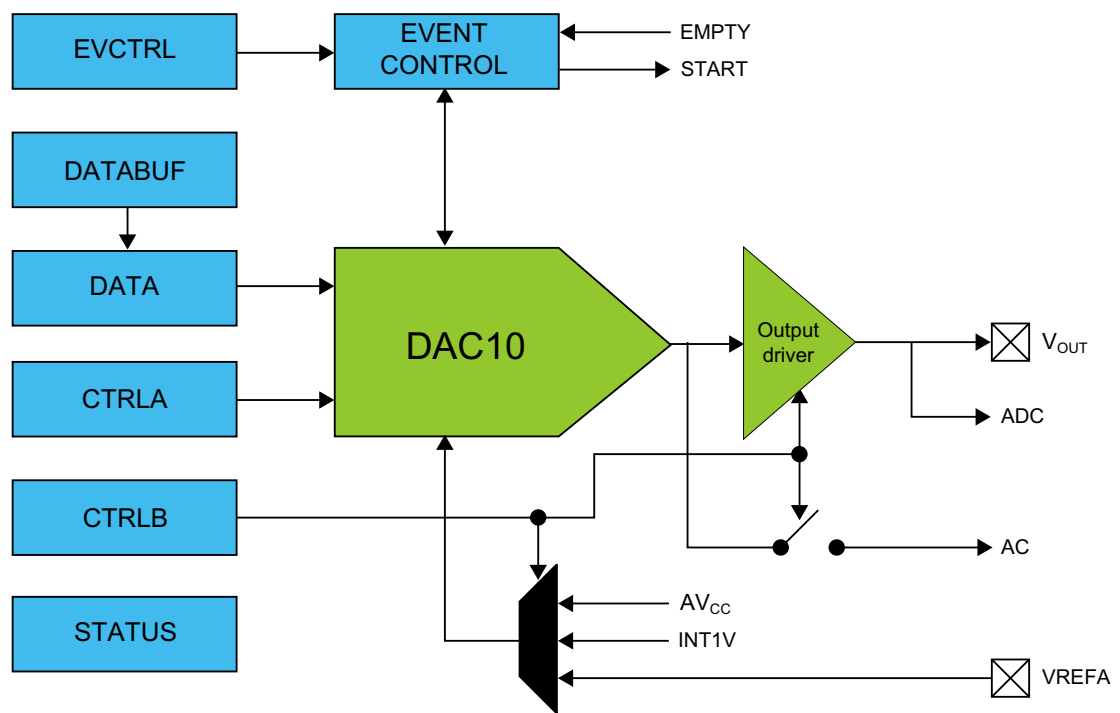 EVCTRL
EVENT
CONTROL
EMPTY
START
DATABUF
DATA
DAC10
Output
driver
VOUT
CTRLA
ADC
CTRLB
AC
STATUS
AVCC
INT1V
VREFA